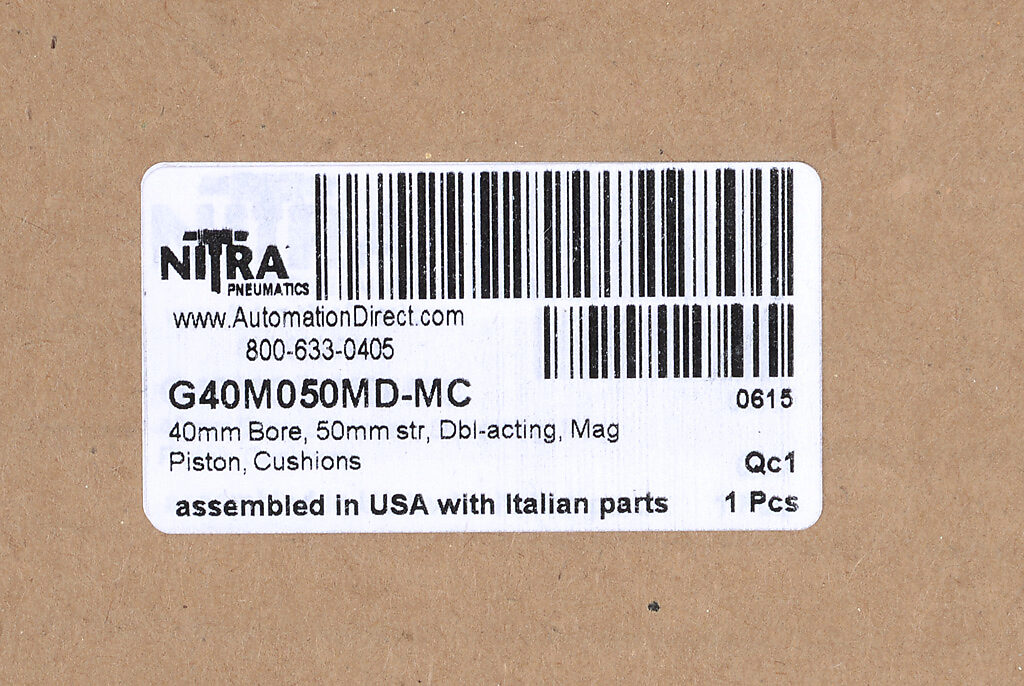 NITRA
PNEUMATICS
www.AutomationDirect.com
800-633-0405
G40M050MD-MC
0615
40mm Bore, 50mm str, Dbl-acting, Mag
Piston, Cushions
Qc1
assembled in USA with Italian parts
1 Pcs